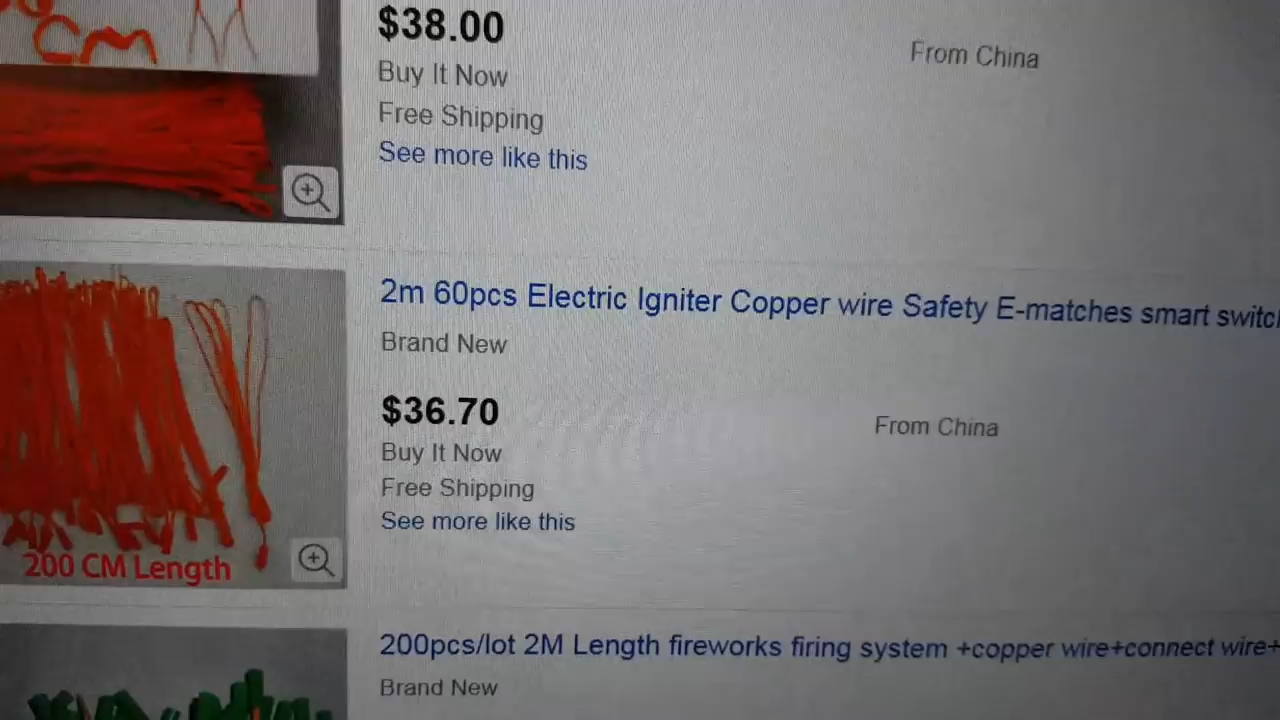 cm
$38.00
Buy It Now
From China
Free Shipping
See more like this
2m 60pcs Electric Igniter Copper wire Safety E-matches smart
Brand New
$36.70
Buy It Now
From China
Free Shipping
See more like this
200 CM Length
200pcs/lot 2M Length fireworks firing system +copper wire+connect wire+
Brand New